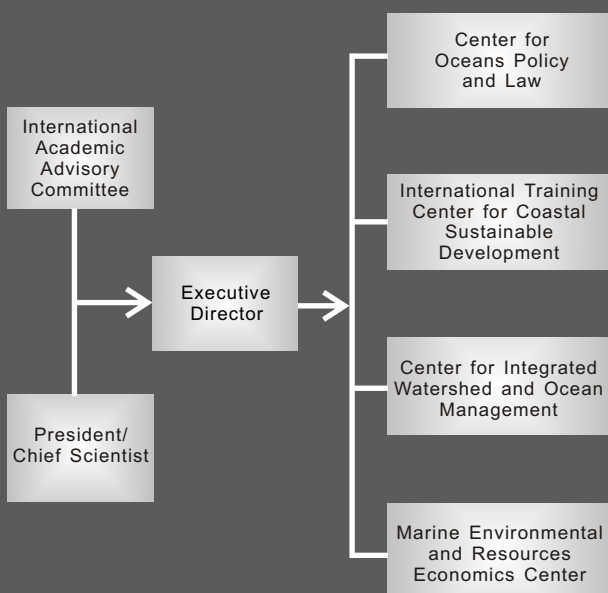 International
Academic
Advisory
Committee
President/
Chief Scientist
Executive
Director
Center for
Oceans Policy
and Law
International Training
Center for Coastal
Sustainable
Development
Center for Integrated
Watershed and Ocean
Management
Marine Environmental
and Resources
Economics Center